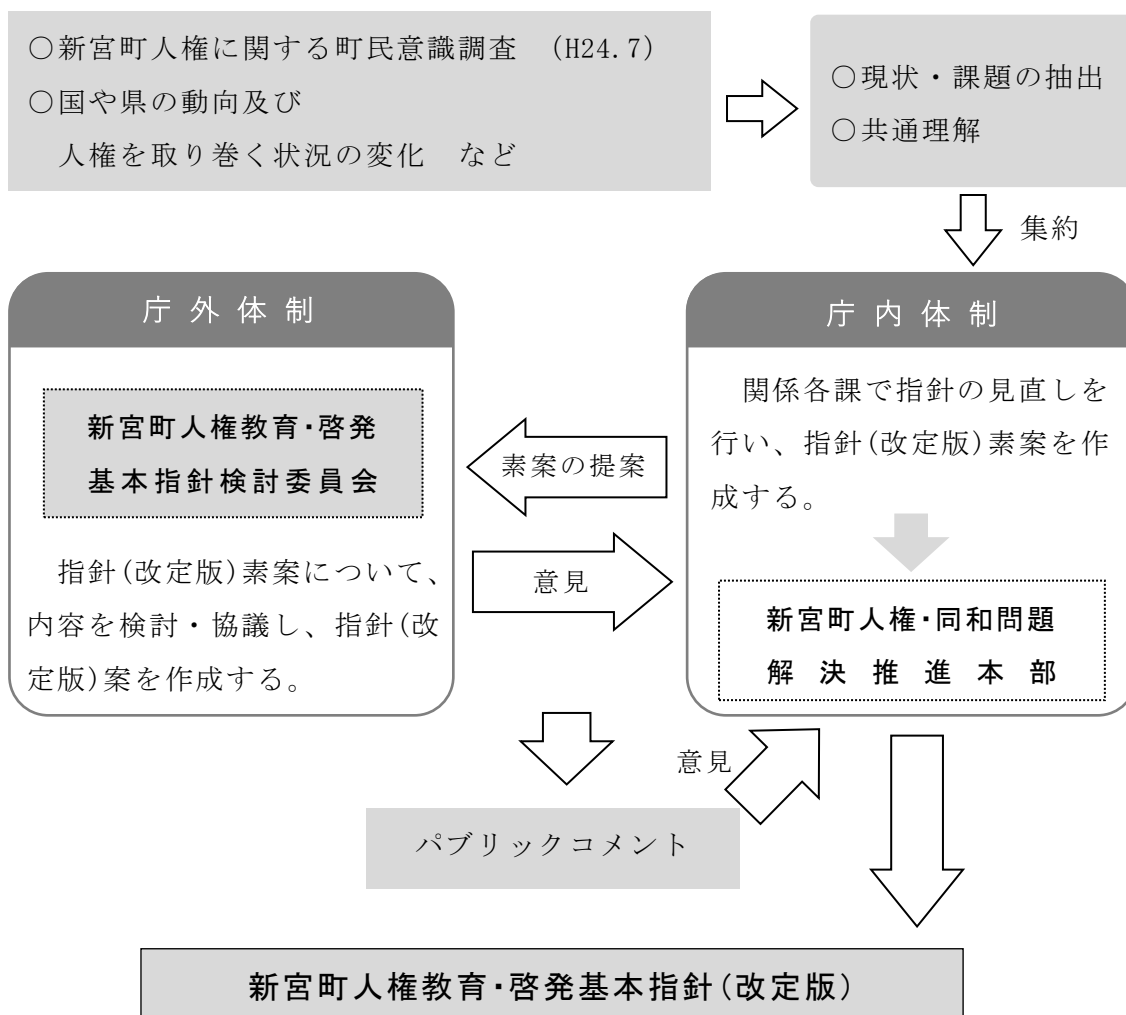 ○新宮町人権に関する町民意識調査 (H24.7)
○国や県の動向及び
人権を取り巻く状況の変化 など
○現状・課題の抽出
○共通理解
集約
庁外体制
新宮町人権教育・啓発
基本指針検討委員会
指針(改定版)素案について、
内容を検討・協議し、指針(改
定版)案を作成する。
素案の提案
意見
庁内体制
関係各課で指針の見直しを
行い、指針(改定版)素案を作
成する。
新宮町人権・同和問題
解決推進本部
意見
パブリックコメント
新宮町人権教育・啓発基本指針(改定版)